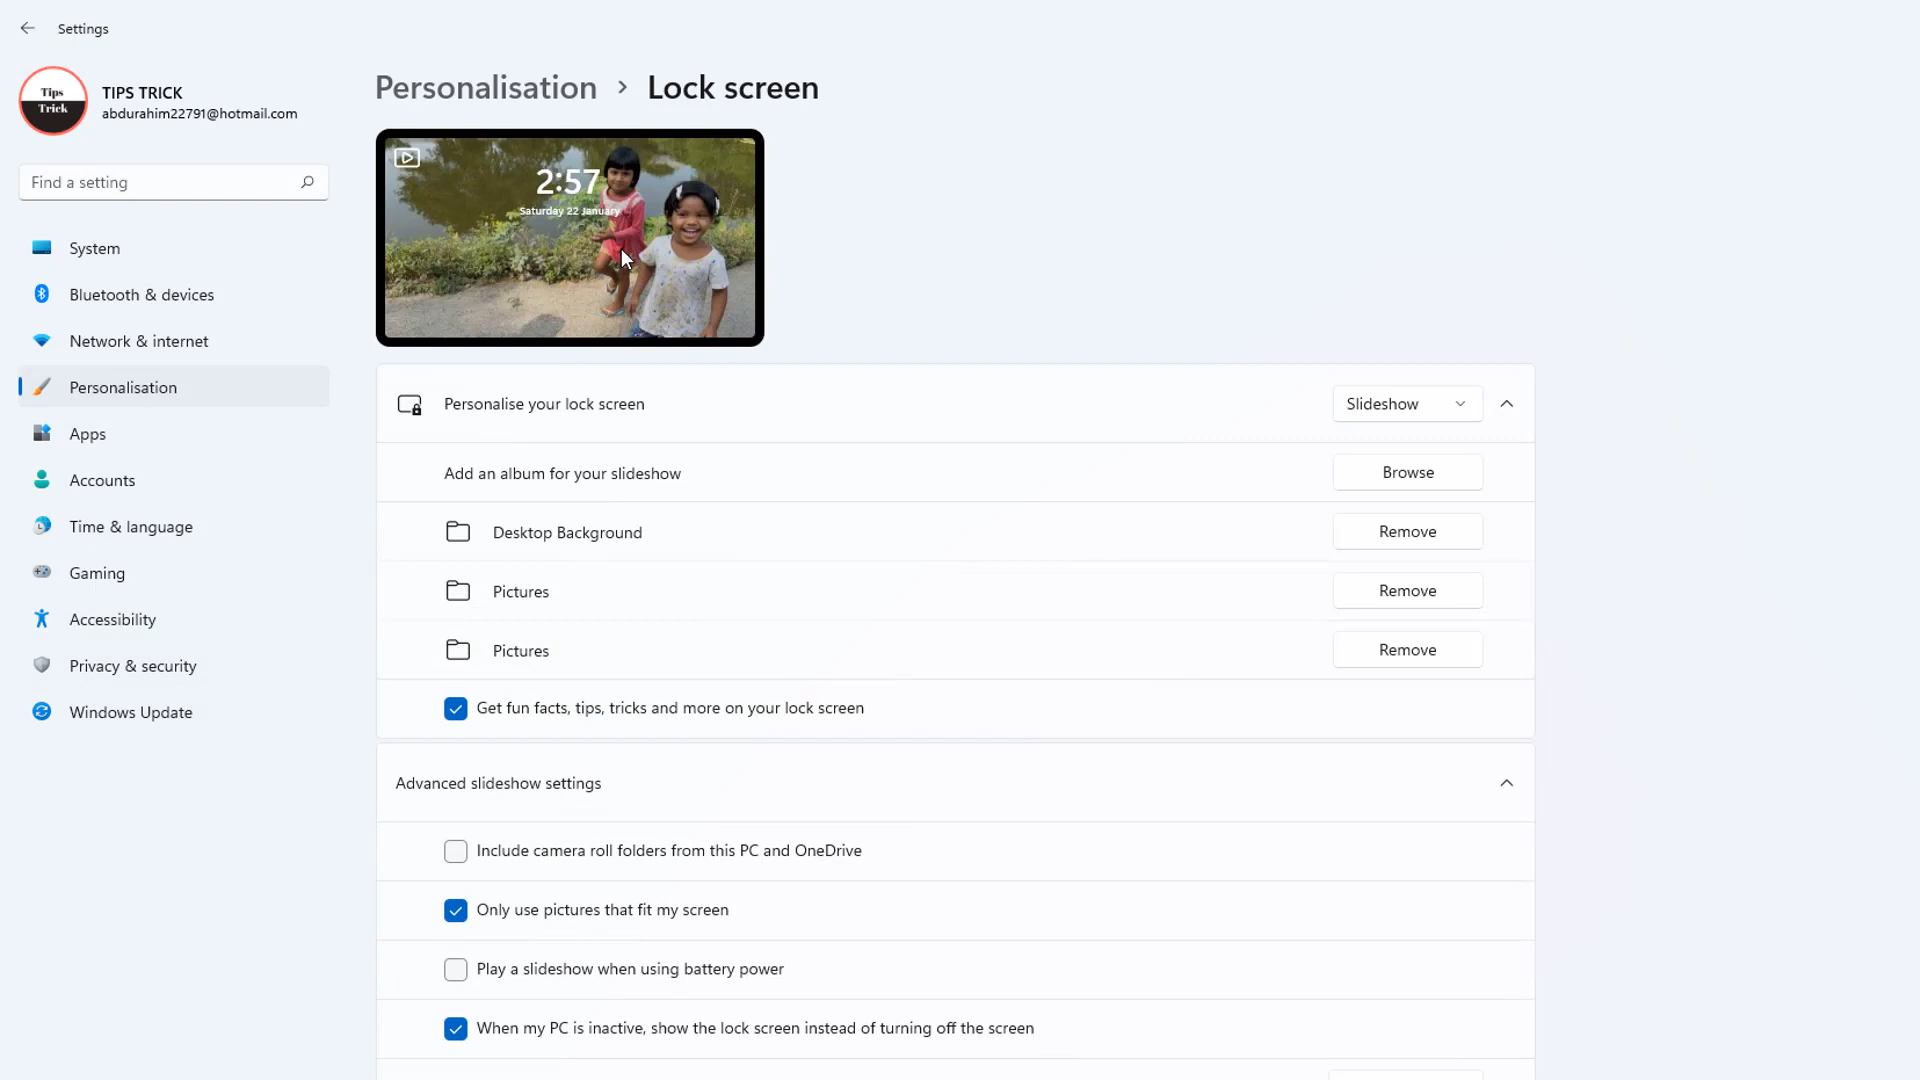 Settings
Tips
Trick
TIPS TRICK
abdurahim22791@hotmail.com
Find a setting
System
Bluetooth & devices
Network & internet
Personalisation
Apps
Accounts
Time & language
Gaming
Accessibility
Privacy & security
Windows Update
Personalisation > Lock screen
2:57
Saturday 22 January
Personalise your lock screen
Slideshow
Add an album for your slideshow
Browse
Desktop Background
Remove
Pictures
Remove
Pictures
Remove
Get fun facts, tips, tricks and more on your lock screen
Advanced slideshow settings
Include camera roll folders from this PC and OneDrive
Only use pictures that fit my screen
Play a slideshow when using battery power
When my PC is inactive, show the lock screen instead of turning off the screen